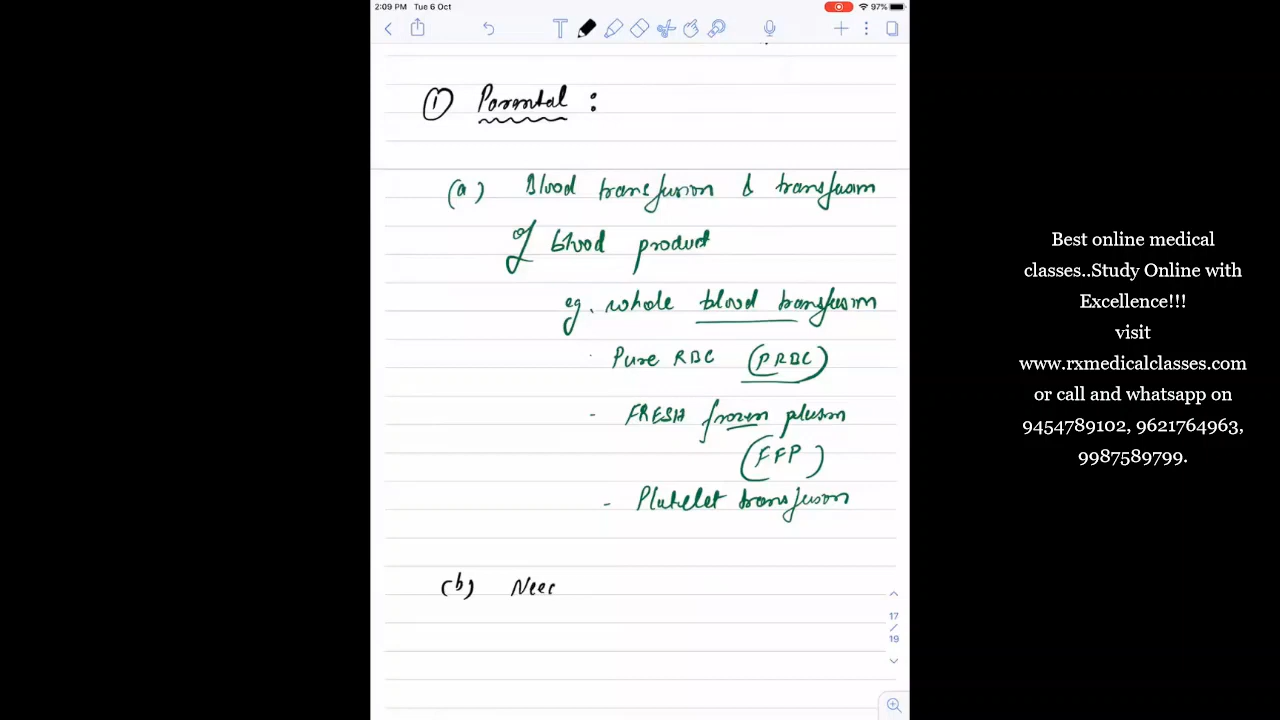 2:09 PM Tue 6 Oct 97%
① Parental :
(a) Blood transfusion & transfusion
of blood product
eg. whole blood transfusion
Pure RBC (PRBC)
- FRESH frozen plasm
(FFP)
- Platelet transfusion
(b) Nee
17
/
19
Best online medical
classes..Study Online with
Excellence!!!
visit
www.rxmedicalclasses.com
or call and whatsapp on
9454789102, 9621764963,
9987589799.